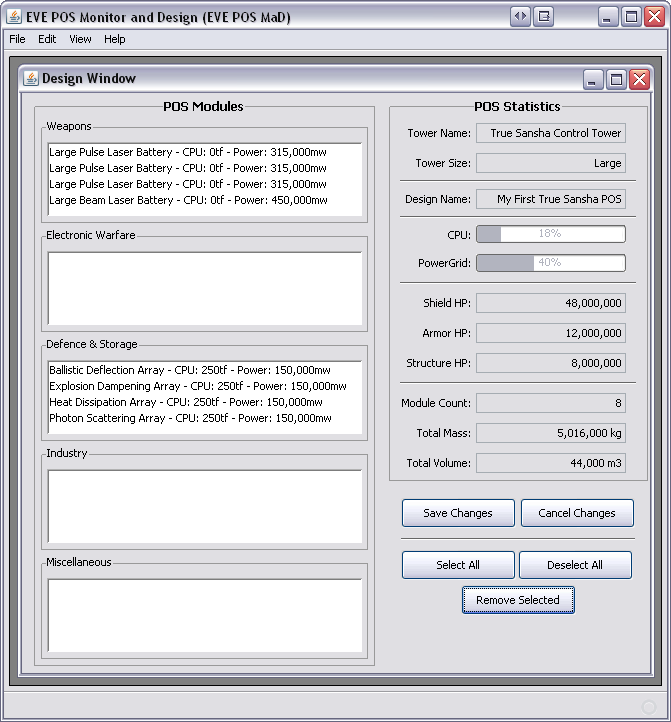 EVE POS Monitor and Design (EVE POS MaD)
File Edit View Help
Design Window
POS Modules
Weapons
Large Pulse Laser Battery - CPU: 0tf - Power: 315,000mw
Large Pulse Laser Battery - CPU: 0tf - Power: 315,000mw
Large Pulse Laser Battery - CPU: 0tf - Power: 315,000mw
Large Beam Laser Battery - CPU: 0tf - Power: 450,000mw
Electronic Warfare
Defence & Storage
Ballistic Deflection Array - CPU: 250tf - Power: 150,000mw
Explosion Dampening Array - CPU: 250tf - Power: 150,000mw
Heat Dissipation Array - CPU: 250tf - Power: 150,000mw
Photon Scattering Array - CPU: 250tf - Power: 150,000mw
Industry
Miscellaneous
POS Statistics
Tower Name: True Sansha Control Tower
Tower Size: Large
Design Name: My First True Sansha POS
CPU: 18%
PowerGrid: 40%
Shield HP: 48,000,000
Armor HP: 12,000,000
Structure HP: 8,000,000
Module Count: 8
Total Mass: 5,016,000 kg
Total Volume: 44,000 m3
Save Changes Cancel Changes
Select All Deselect All
Remove Selected